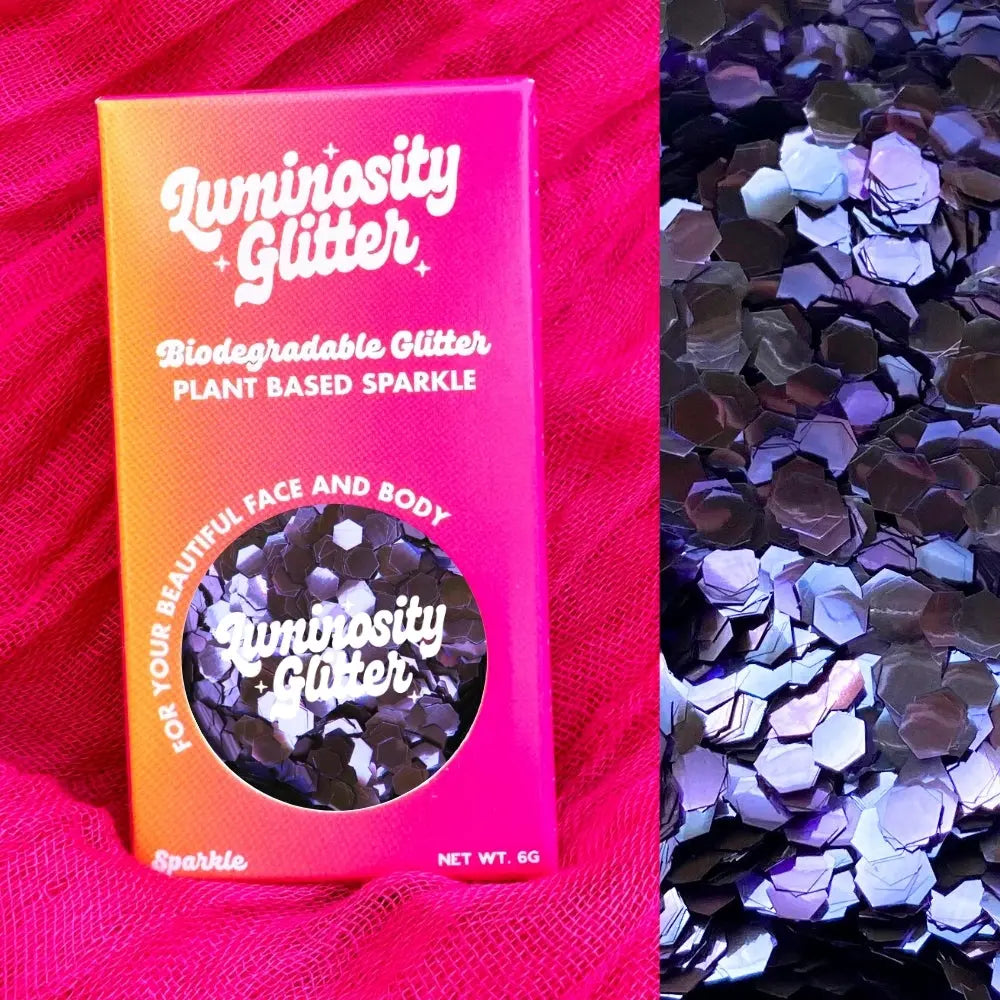 Luminosity
Glitter
Biodegradable Glitter
PLANT BASED SPARKLE
FOR YOUR BEAUTIFUL FACE AND BODY
Luminosity
Glitter
Sparkle
NET WT. 6G